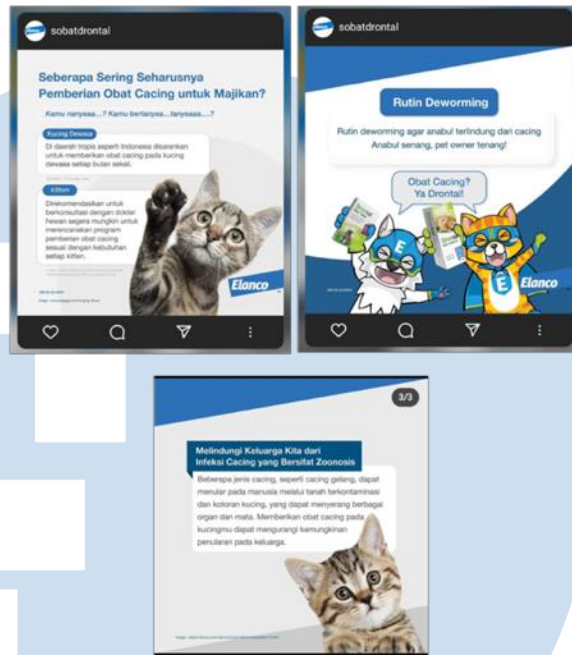 sobatdrontal
Seberapa Sering Seharusnya
Pemberian Obat Cacing untuk Majikan?
Kamu nanyaaa...? Kamu bertanyea...tanyeaaa....?
Kucing Dewasa
Di daerah tropis seperti Indonesia disarankan
untuk memberikan obat cacing pada kucing
dewasa setiap bulan sekali.
Kitten
Direkomendasikan untuk
berkonsultasi dengan dokter
hewan segera mungkin untuk
merencanakan program
pemberian obat cacing
sesuai dengan kebutuhan
setiap kitten.
Elanco
sobatdrontal
Rutin Deworming
Rutin deworming agar anabul terlindung dari cacing
Anabul senang, pet owner tenang!
Obat Cacing?
Ya Drontal!
E
E
Elanco
3/3
Melindungi Keluarga Kita dari
Infeksi Cacing yang Bersifat Zoonosis
Beberapa jenis cacing, seperti cacing gelang, dapat
menular pada manusia melalui tanah terkontaminasi
dan kotoran kucing, yang dapat menyerang berbagai
organ dan mata. Memberikan obat cacing pada
kucingmu dapat mengurangi kemungkinan
penularan pada keluarga.